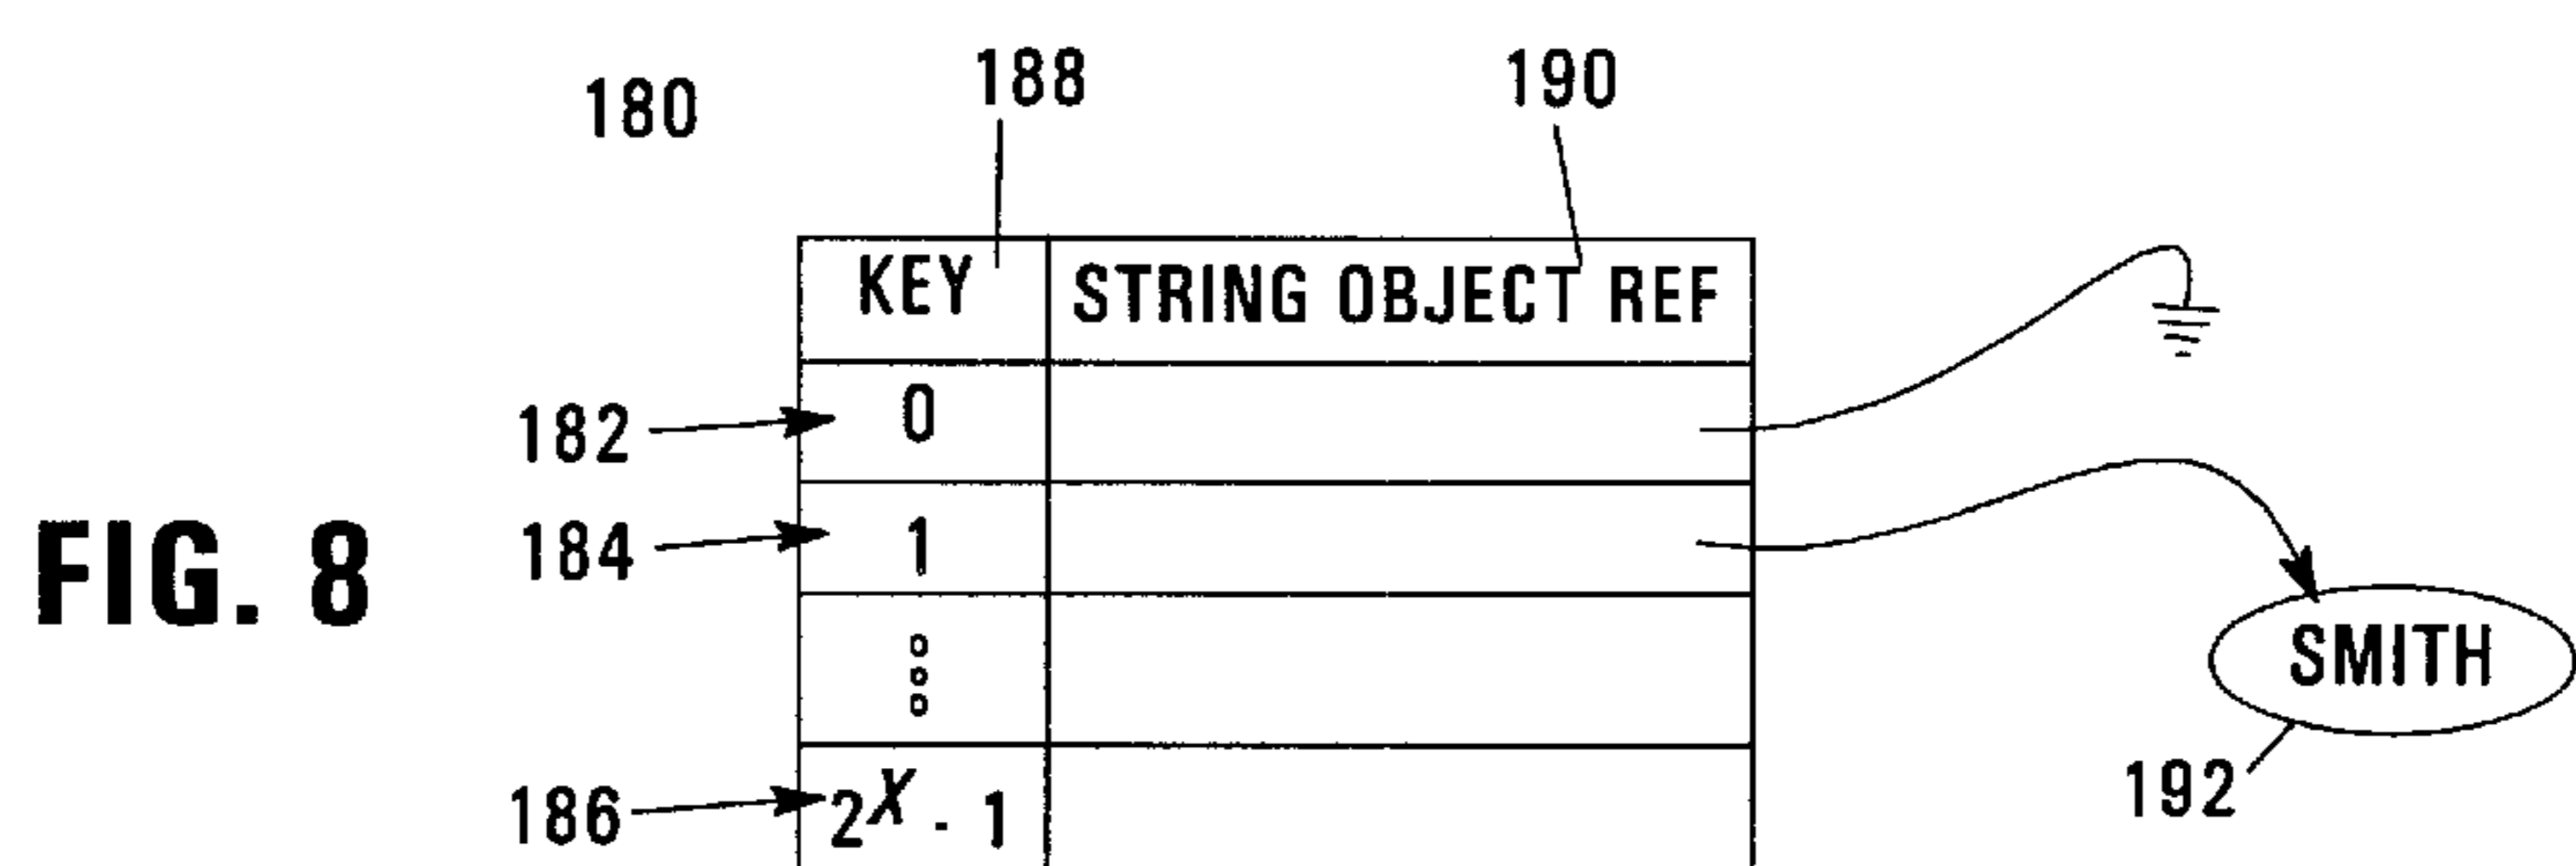 180 188 190
KEY STRING OBJECT REF
182 0
FIG. 8 184 1
SMITH
192
186 2^X - 1